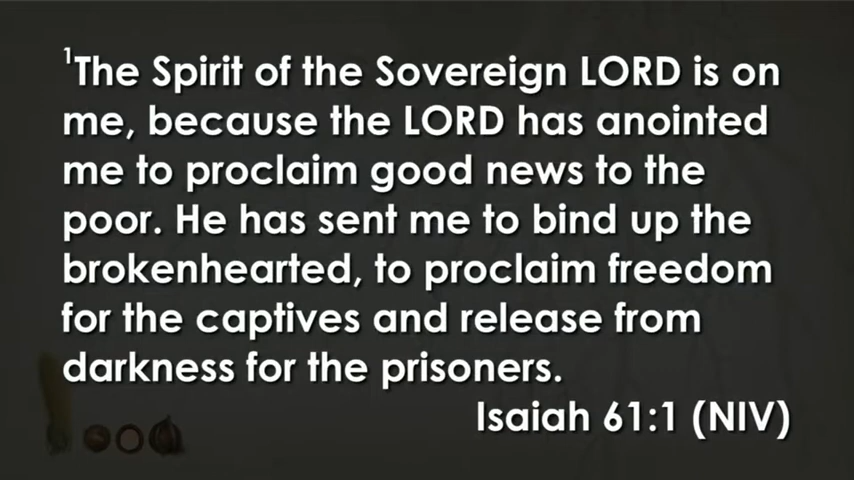 1The Spirit of the Sovereign LORD is on
me, because the LORD has anointed
me to proclaim good news to the
poor. He has sent me to bind up the
brokenhearted, to proclaim freedom
for the captives and release from
darkness for the prisoners.
Isaiah 61:1 (NIV)